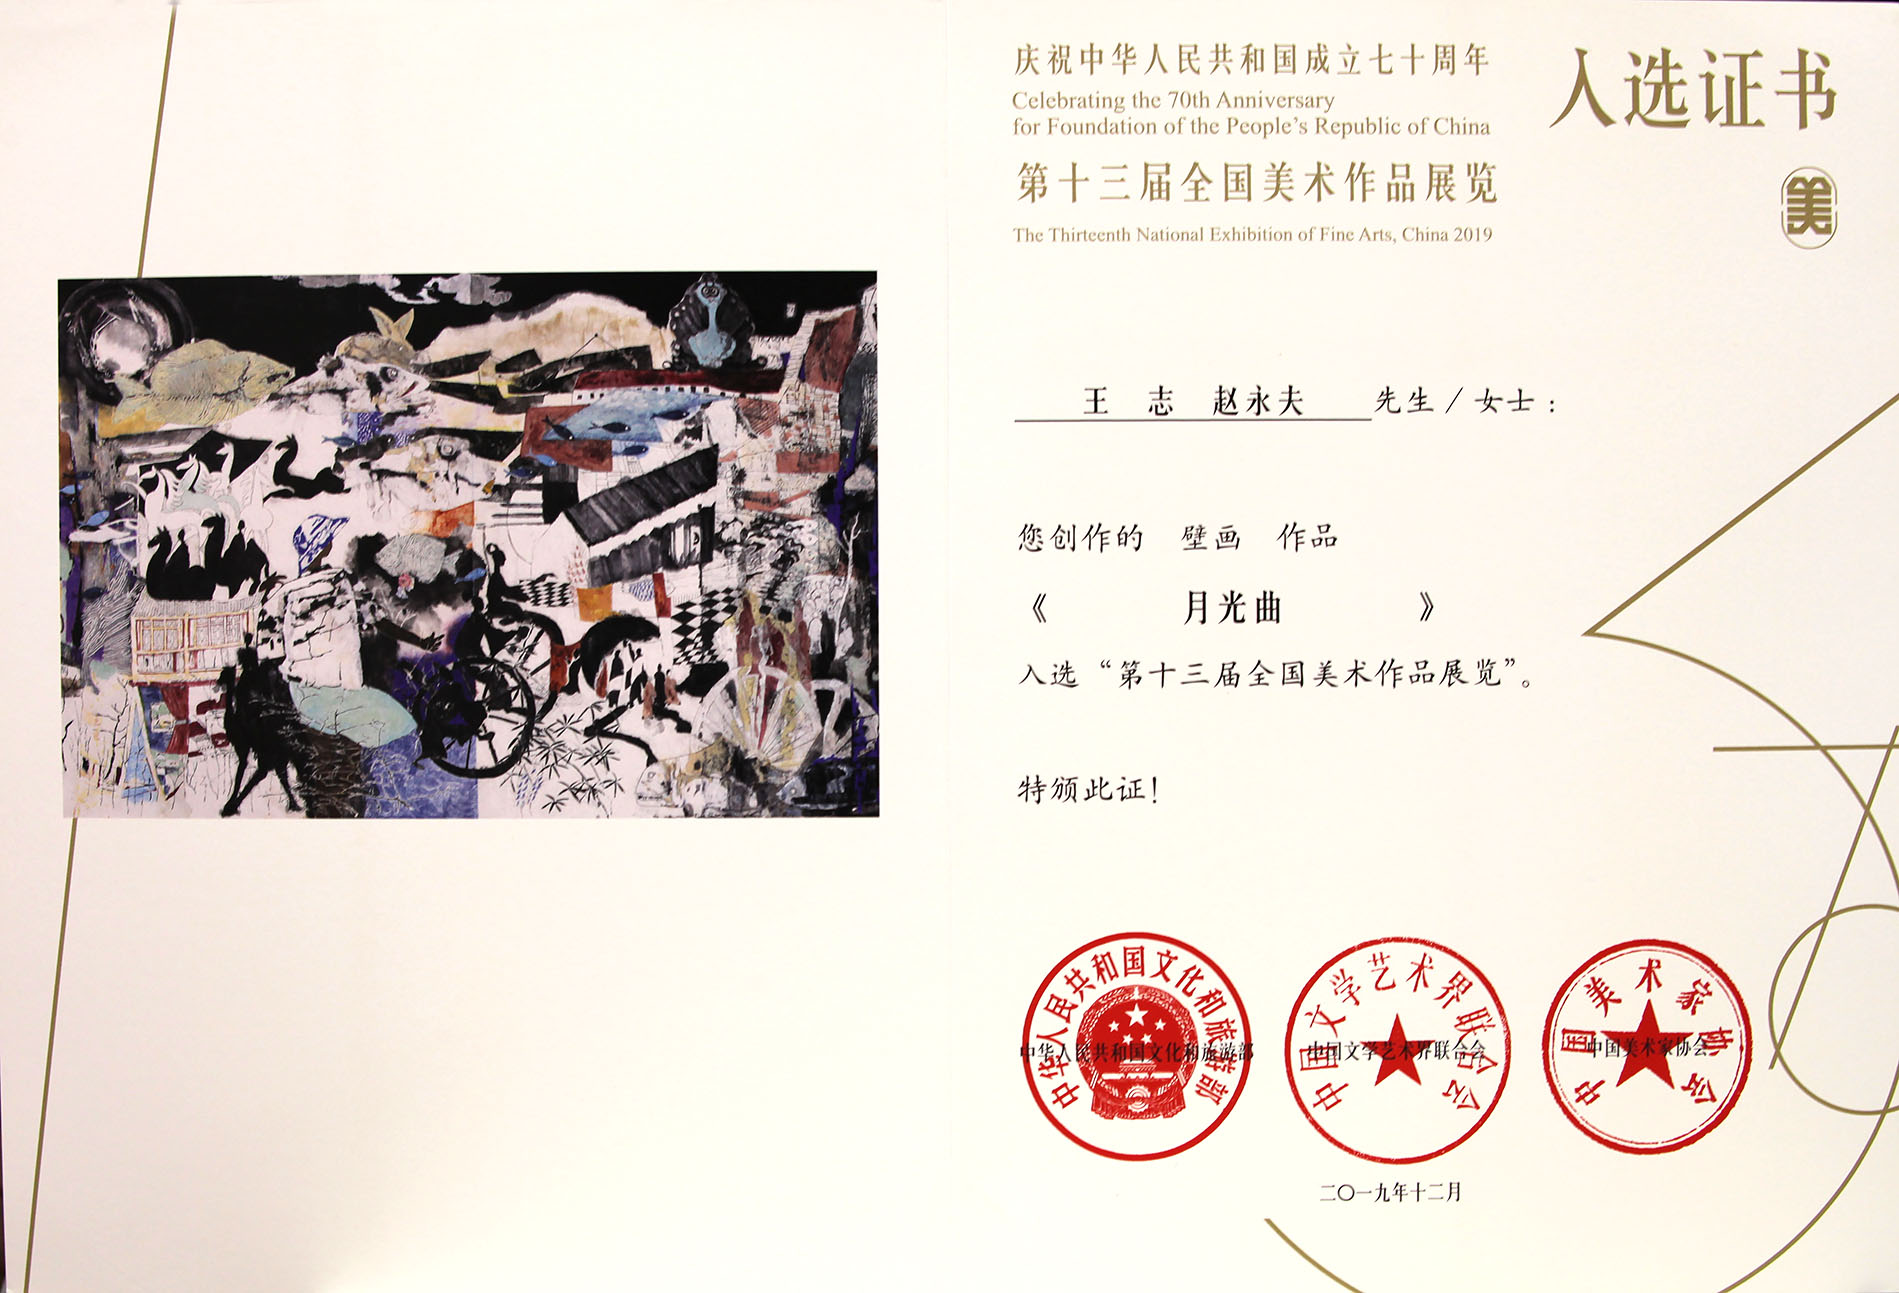 庆祝中华人民共和国成立七十周年
Celebrating the 70th Anniversary
for Foundation of the People's Republic of China
第十三届全国美术作品展览
The Thirteenth National Exhibition of Fine Arts, China 2019
入选证书
美
王 志 赵永夫 先生/女士：
您创作的 壁画 作品
《 月光曲 》
入选“第十三届全国美术作品展览”。
特颁此证！
中华人民共和国文化和旅游部
中华人民共和国文化和旅游部
中国文学艺术界联合会
中国文学艺术界联合会
中国美术家协会
中国美术家协会
二〇一九年十二月